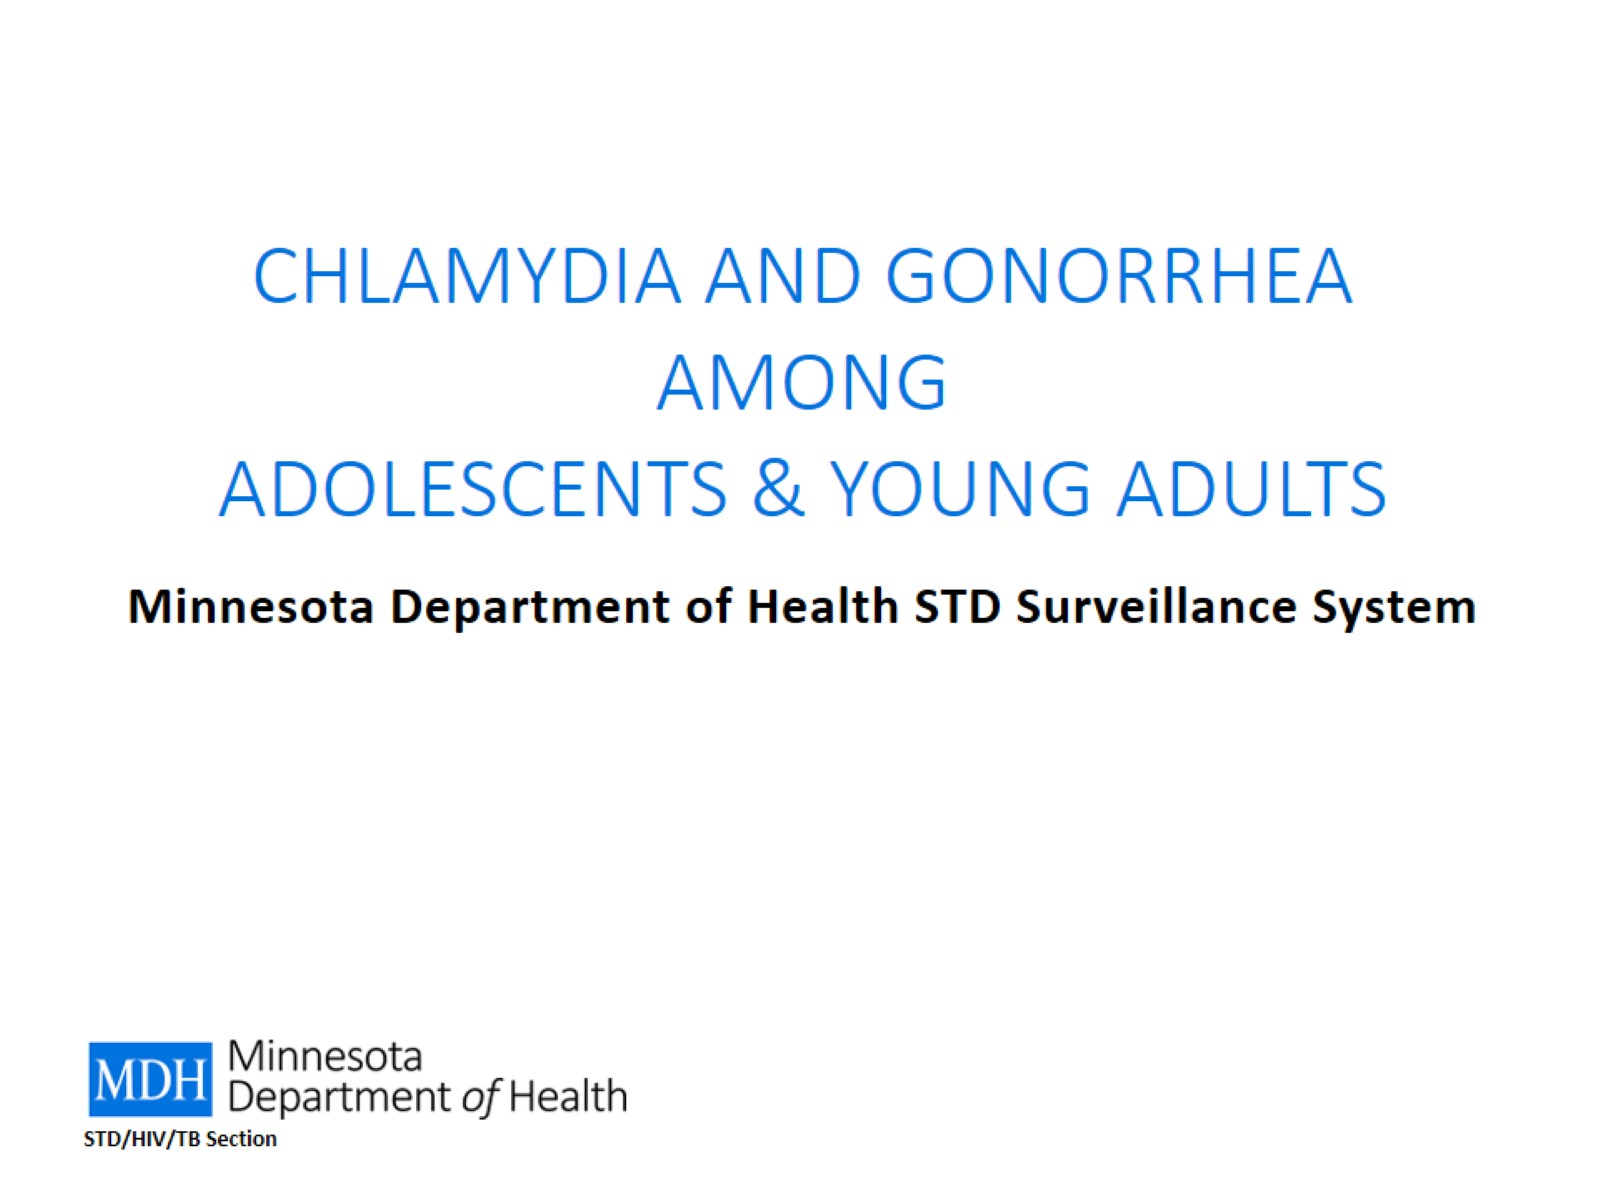 CHLAMYDIA AND GONORRHEA
AMONG
ADOLESCENTS & YOUNG ADULTS
Minnesota Department of Health STD Surveillance System
MDH
Minnesota
Department of Health
STD/HIV/TB Section